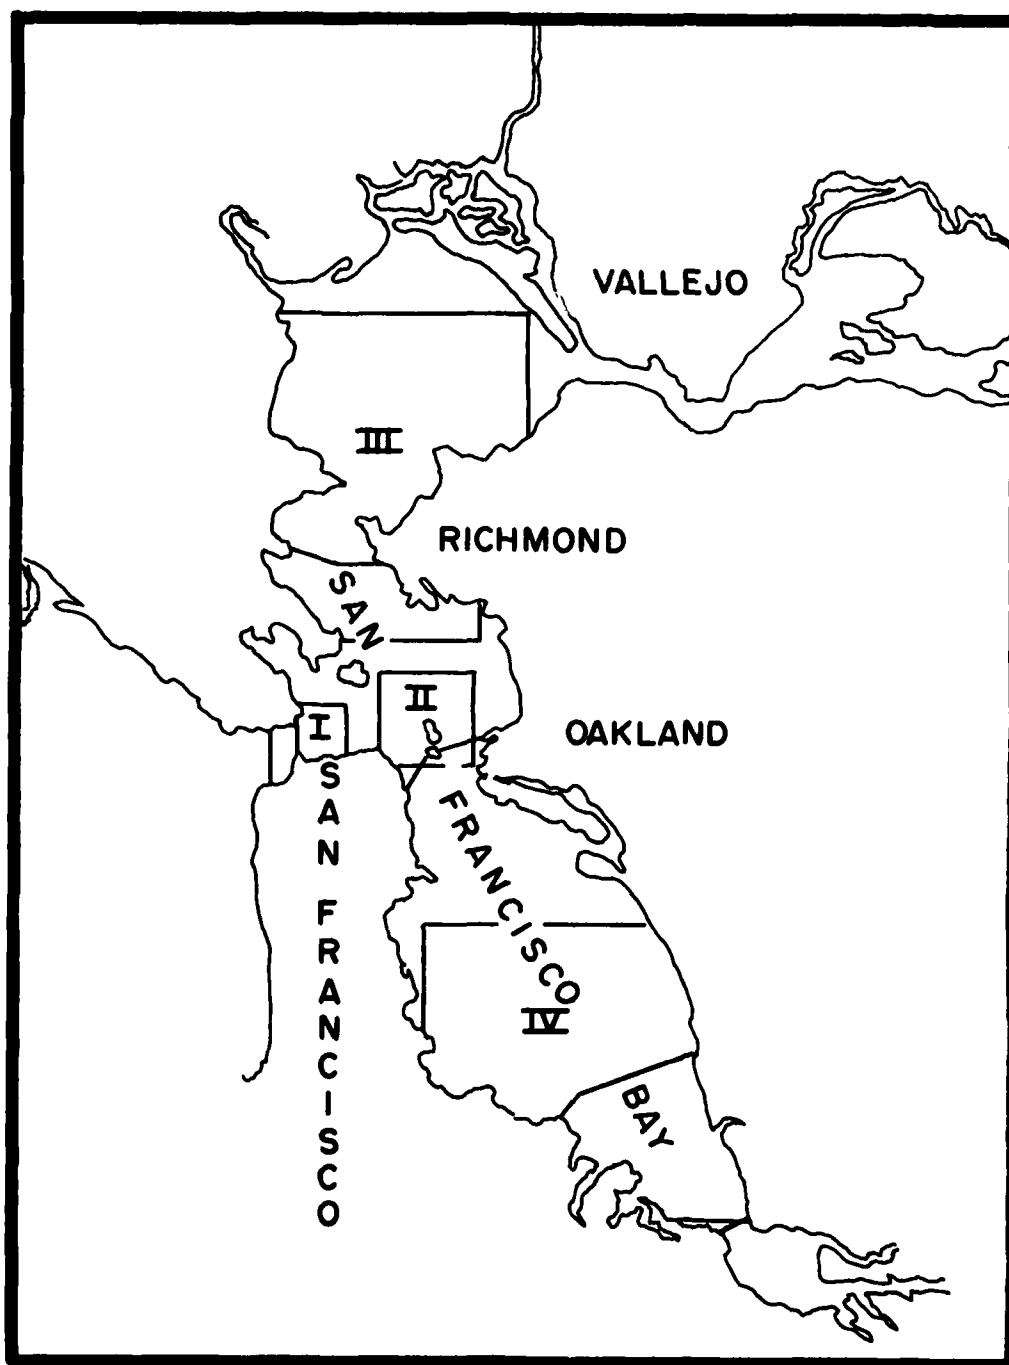 VALLEJO
III
RICHMOND
SAN
II
I
OAKLAND
SAN FRANCISCO
FRANCISCO
IV
BAY